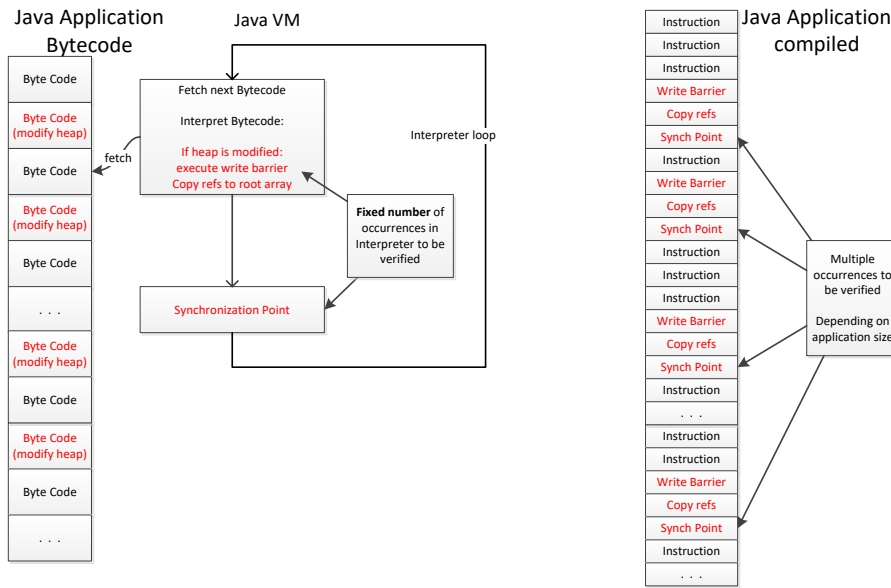 Java Application
Bytecode
Byte Code
Byte Code
(modify heap)
Byte Code
Byte Code
(modify heap)
Byte Code
. . .
Byte Code
(modify heap)
Byte Code
Byte Code
(modify heap)
Byte Code
. . .
fetch
Java VM
Fetch next Bytecode
Interpret Bytecode:
If heap is modified:
execute write barrier
Copy refs to root array
Interpreter loop
Fixed number of
occurrences in
Interpreter to be
verified
Synchronization Point
Java Application
compiled
Instruction
Instruction
Instruction
Write Barrier
Copy refs
Synch Point
Instruction
Write Barrier
Copy refs
Synch Point
Instruction
Instruction
Instruction
Write Barrier
Copy refs
Synch Point
Instruction
. . .
Instruction
Instruction
Write Barrier
Copy refs
Synch Point
Instruction
. . .
Multiple
occurrences to
be verified
Depending on
application size